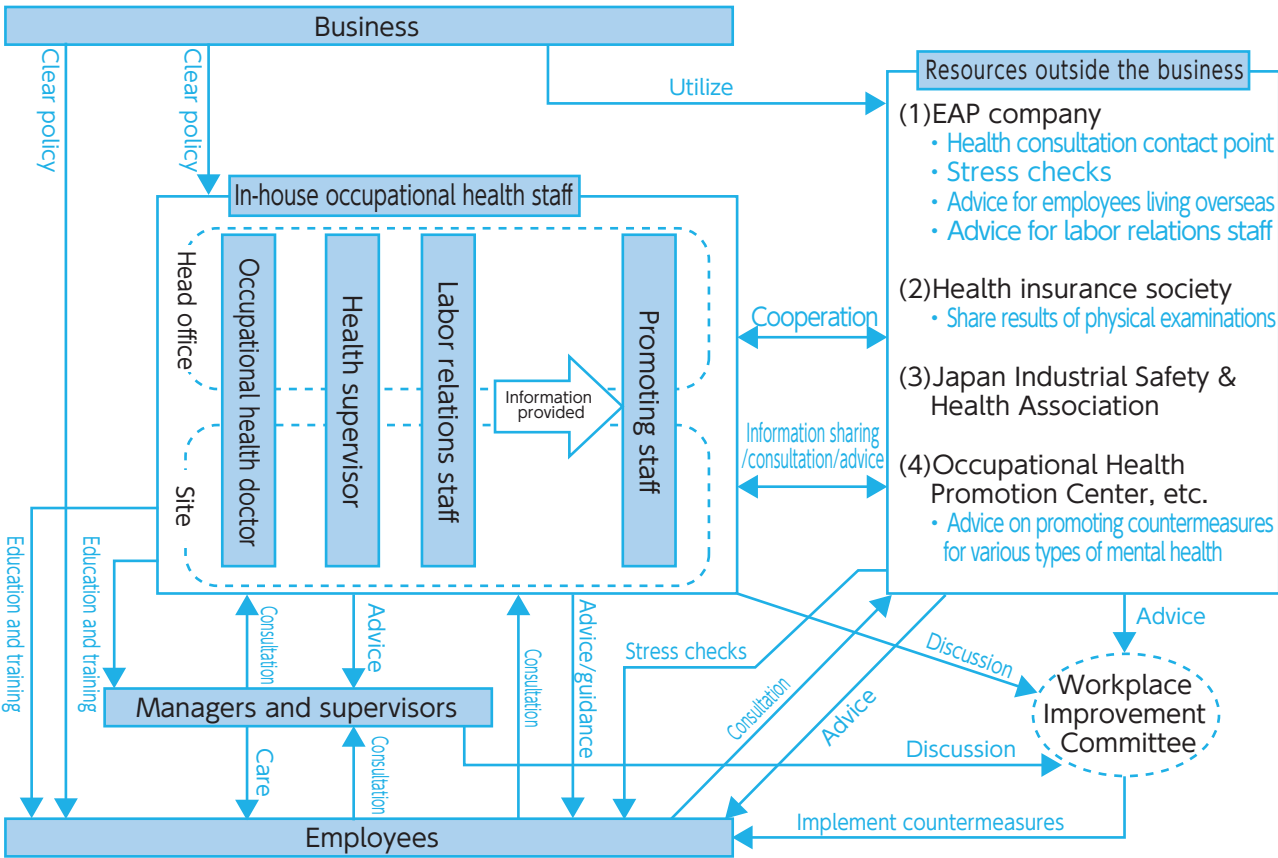 Business
Clear policy
Clear policy
Utilize
Resources outside the business
(1)EAP company
・Health consultation contact point
・Stress checks
・Advice for employees living overseas
・Advice for labor relations staff
(2)Health insurance society
・Share results of physical examinations
(3)Japan Industrial Safety &
Health Association
(4)Occupational Health
Promotion Center, etc.
・Advice on promoting countermeasures
for various types of mental health
In-house occupational health staff
Head office
Site
Occupational health doctor
Health supervisor
Labor relations staff
Information
provided
Promoting staff
Cooperation
Information sharing
/consultation/advice
Education and training
Education and training
Consultation
Advice
Consultation
Advice/guidance
Stress checks
Consultation
Advice
Discussion
Advice
Managers and supervisors
Care
Consultation
Discussion
Workplace
Improvement
Committee
Implement countermeasures
Employees